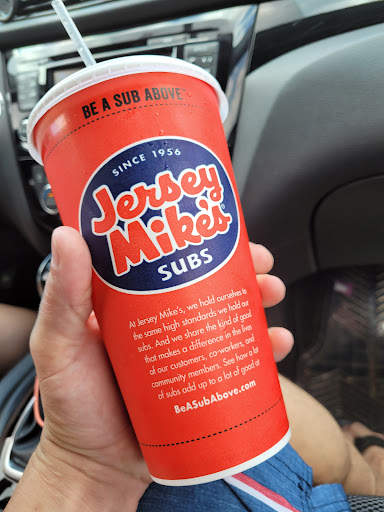 BE A SUB ABOVE™
SINCE 1956
Jersey
Mike's®
SUBS
At Jersey Mike's, we hold ourselves to
the same high standards we hold our
subs. And we share the kind of good
that makes a difference in the lives
of our customers, co-workers, and
community members. See how a lot
of subs add up to a lot of good at
BeASubAbove.com